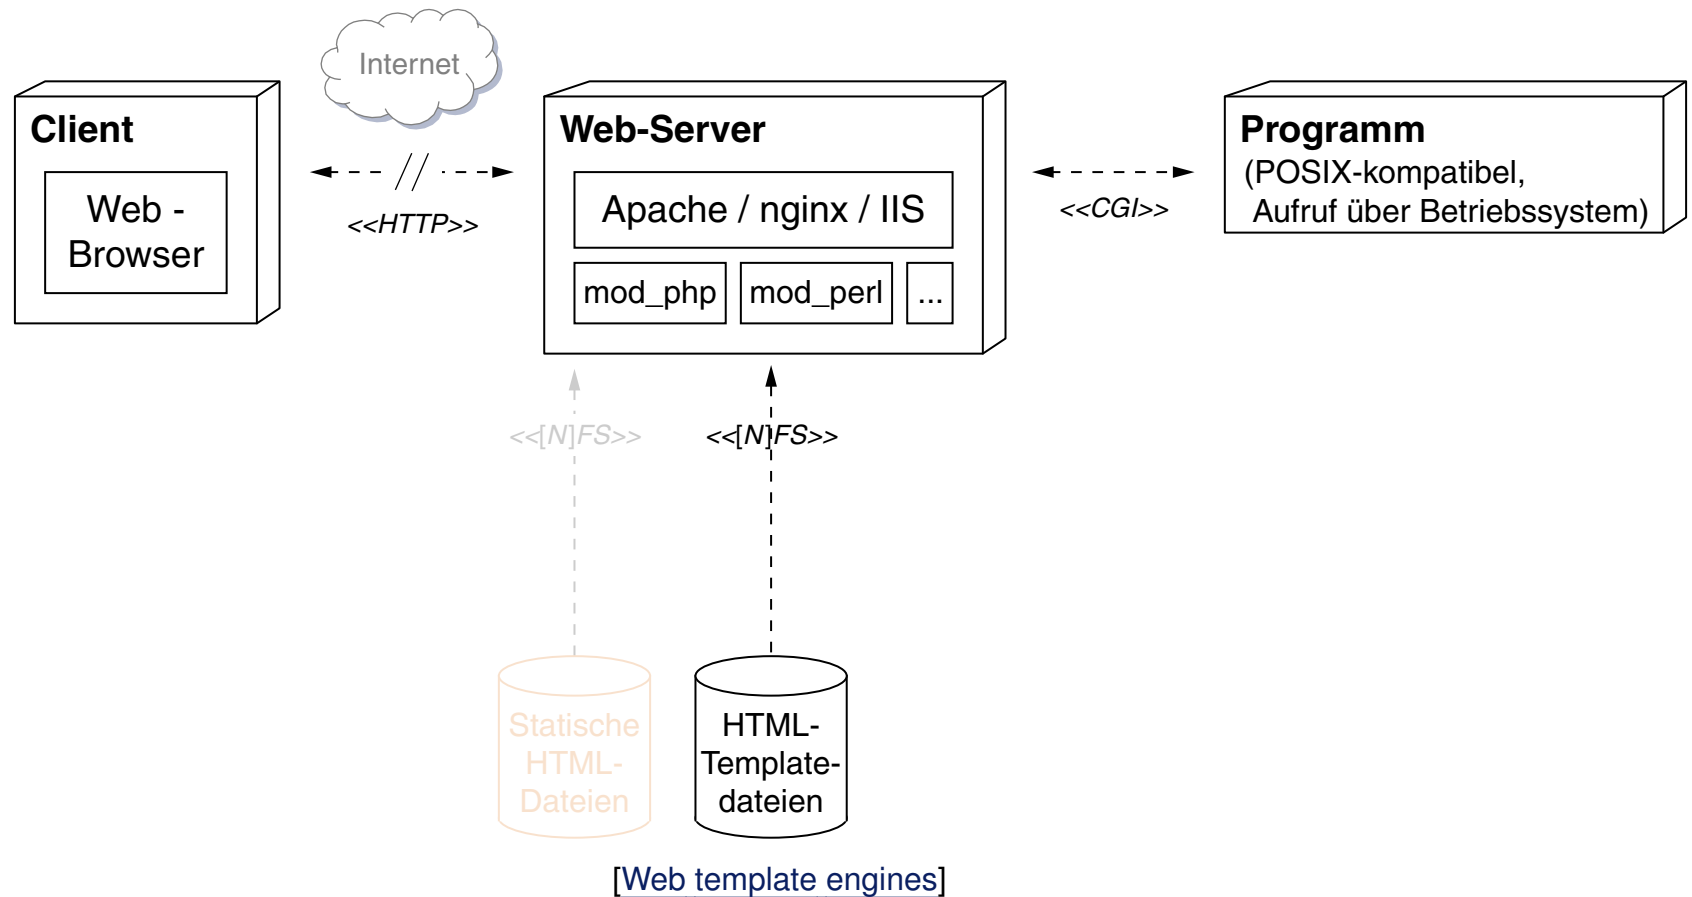 Internet
Client
Web -
Browser
<<HTTP>>
Web-Server
Apache / nginx / IIS
mod_php
mod_perl
...
<<CGI>>
Programm
(POSIX-kompatibel,
Aufruf über Betriebssystem)
<<[N]FS>>
<<[N]FS>>
Statische
HTML-
Dateien
HTML-
Template-
dateien
[Web template engines]